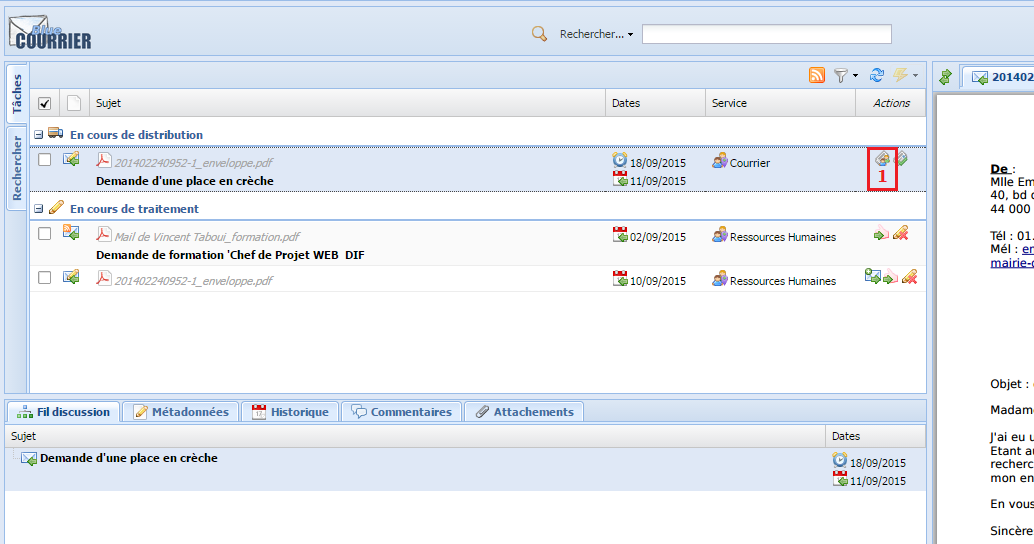 Blue
COURRIER
Rechercher...
Tâches
Rechercher
Sujet
Dates
Service
Actions
En cours de distribution
201402240952-1_enveloppe.pdf
18/09/2015
Courrier
Demande d'une place en crèche
11/09/2015
1
En cours de traitement
Mail de Vincent Taboui_formation.pdf
02/09/2015
Ressources Humaines
Demande de formation 'Chef de Projet WEB DIF
201402240952-1_enveloppe.pdf
10/09/2015
Ressources Humaines
Fil discussion
Métadonnées
Historique
Commentaires
Attachements
Sujet
Dates
Demande d'une place en crèche
18/09/2015
11/09/2015
201402
De :
Mlle Em
40, bd
44 000
Tél : 01.
Mél : e
mairie-
Objet :
Madam
J'ai eu
Etant a
recherc
mon en
En vous
Sincère